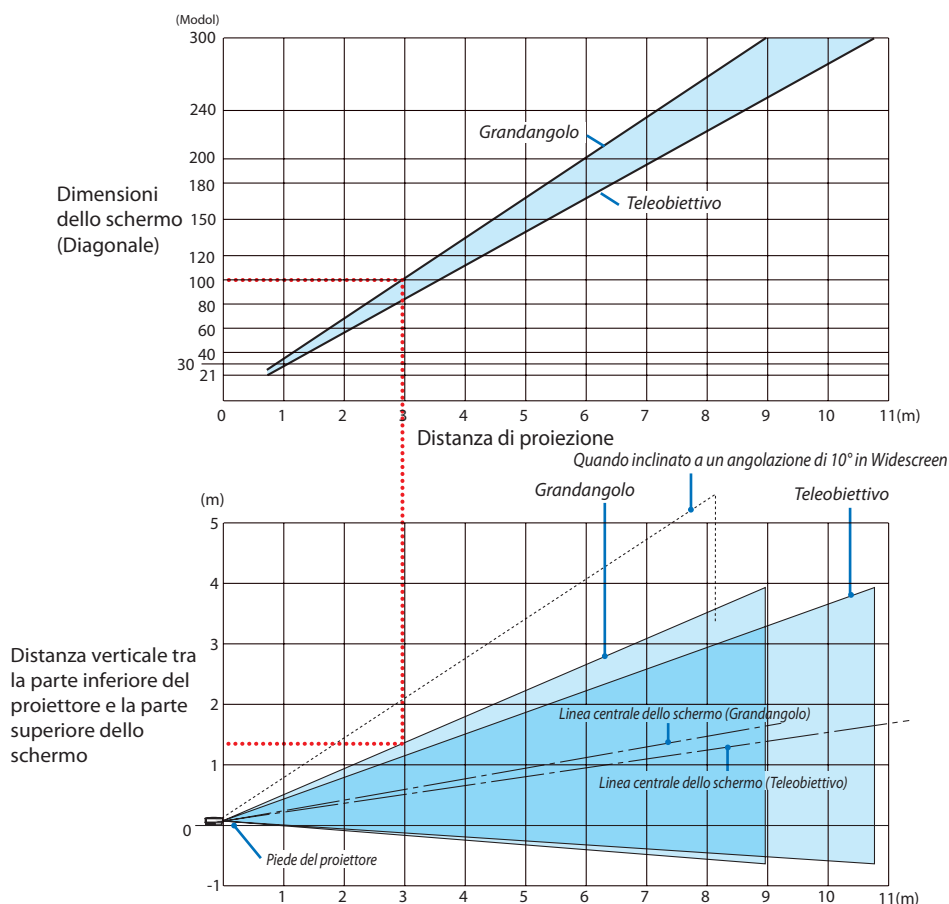 (Modol)
300
240
200
180
150
120
100
80
60
40
30
21
Grandangolo
Teleobiettivo
Dimensioni
dello schermo
(Diagonale)
0 1 2 3 4 5 6 7 8 9 10 11(m)
Distanza di proiezione
Quando inclinato a un angolazione di 10° in Widescreen
Grandangolo
Teleobiettivo
(m)
5
4
3
2
1
0
-1
Distanza verticale tra
la parte inferiore del
proiettore e la parte
superiore dello
schermo
Linea centrale dello schermo (Grandangolo)
Linea centrale dello schermo (Teleobiettivo)
Piede del proiettore
1 2 3 4 5 6 7 8 9 10 11(m)